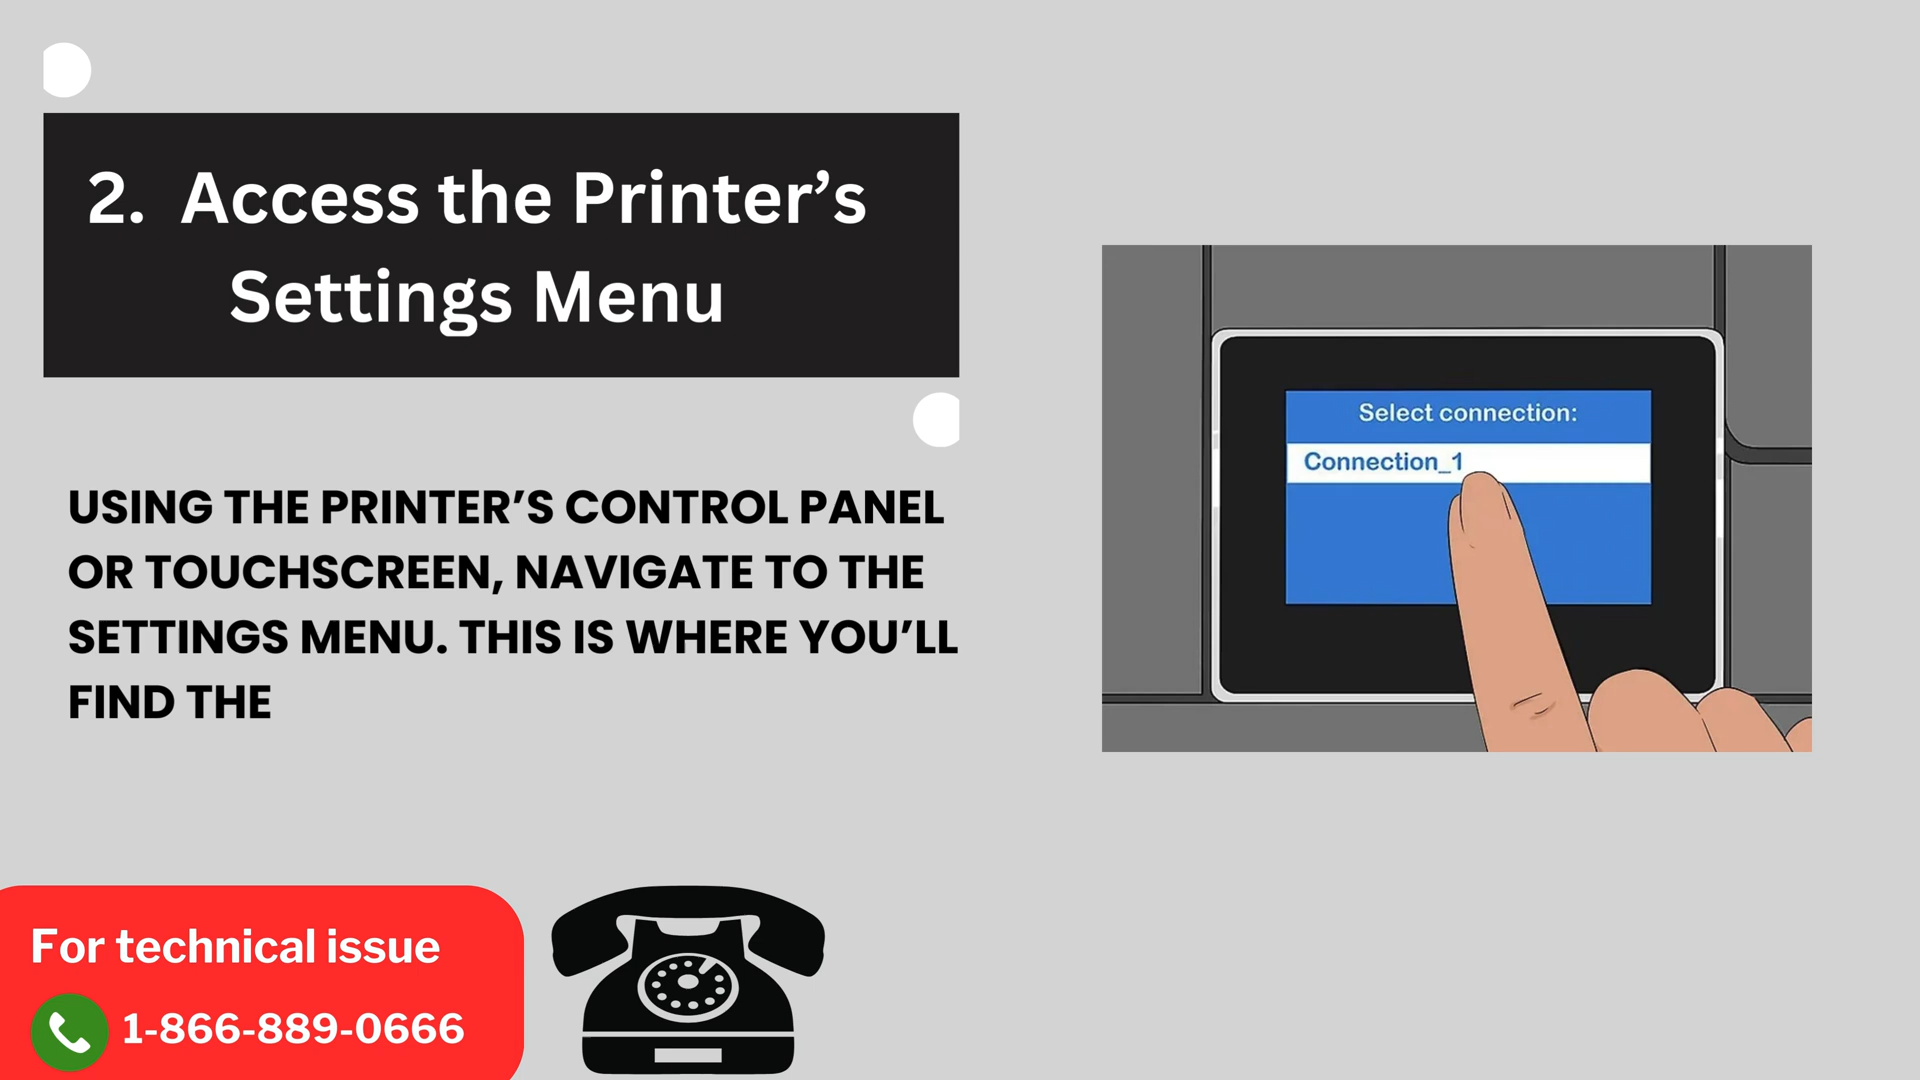 2. Access the Printer’s
Settings Menu
USING THE PRINTER’S CONTROL PANEL
OR TOUCHSCREEN, NAVIGATE TO THE
SETTINGS MENU. THIS IS WHERE YOU’LL
FIND THE
Select connection:
Connection_1
For technical issue
1-866-889-0666